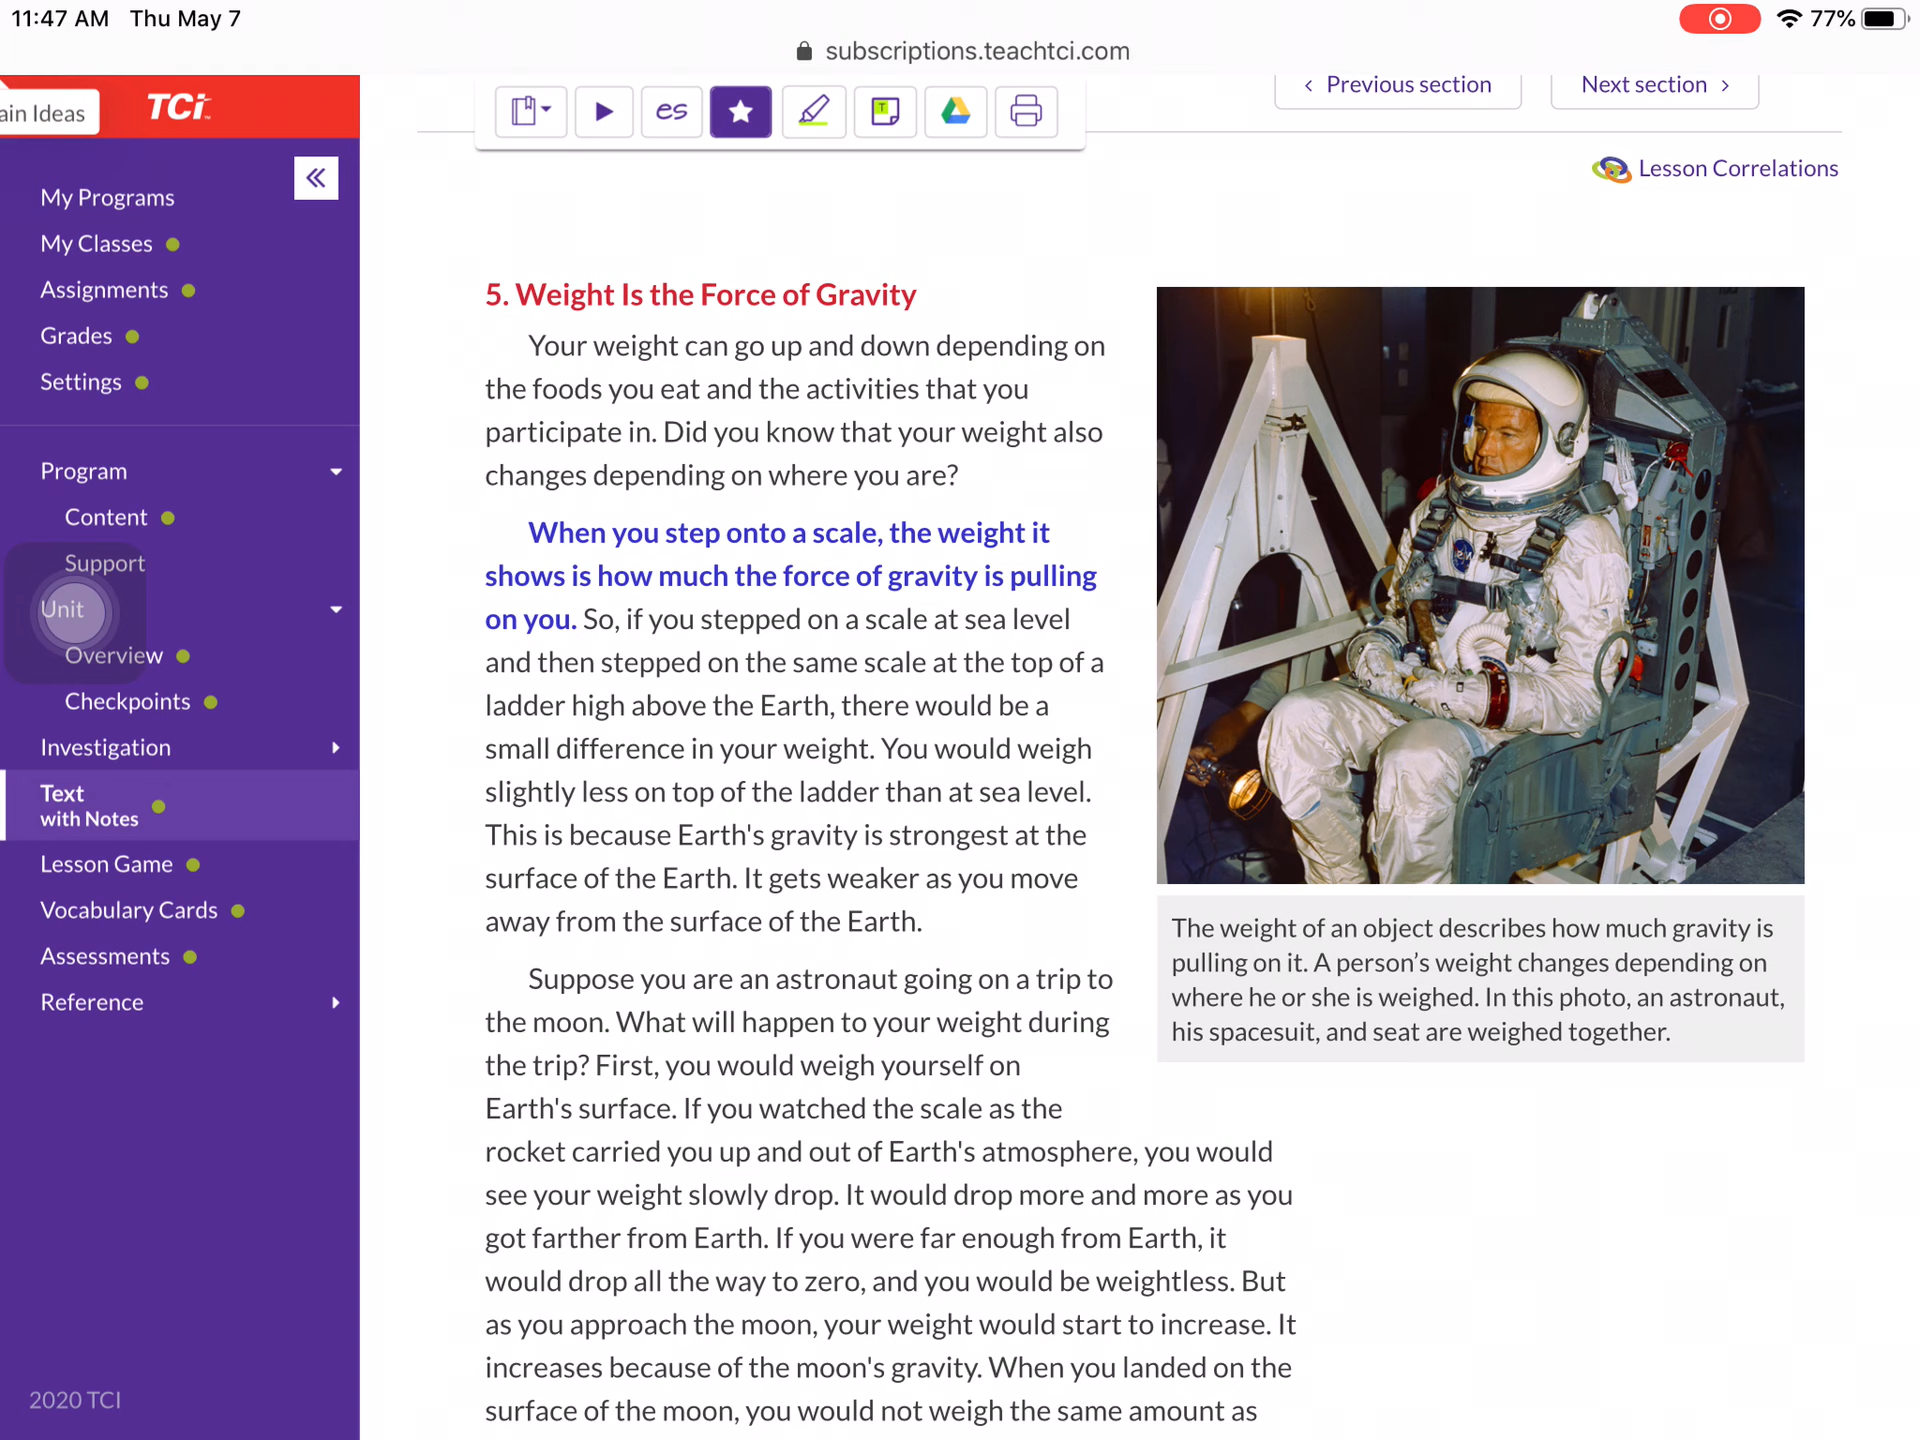 11:47 AM Thu May 7
77%
subscriptions.teachtci.com
ain Ideas
TCi
es
T
Previous section
Next section
Lesson Correlations
My Programs
My Classes
Assignments
Grades
Settings
Program
Content
Support
Unit
Overview
Checkpoints
Investigation
Text
with Notes
Lesson Game
Vocabulary Cards
Assessments
Reference
2020 TCI
5. Weight Is the Force of Gravity
Your weight can go up and down depending on
the foods you eat and the activities that you
participate in. Did you know that your weight also
changes depending on where you are?
When you step onto a scale, the weight it
shows is how much the force of gravity is pulling
on you. So, if you stepped on a scale at sea level
and then stepped on the same scale at the top of a
ladder high above the Earth, there would be a
small difference in your weight. You would weigh
slightly less on top of the ladder than at sea level.
This is because Earth's gravity is strongest at the
surface of the Earth. It gets weaker as you move
away from the surface of the Earth.
Suppose you are an astronaut going on a trip to
the moon. What will happen to your weight during
the trip? First, you would weigh yourself on
Earth's surface. If you watched the scale as the
rocket carried you up and out of Earth's atmosphere, you would
see your weight slowly drop. It would drop more and more as you
got farther from Earth. If you were far enough from Earth, it
would drop all the way to zero, and you would be weightless. But
as you approach the moon, your weight would start to increase. It
increases because of the moon's gravity. When you landed on the
surface of the moon, you would not weigh the same amount as
The weight of an object describes how much gravity is
pulling on it. A person’s weight changes depending on
where he or she is weighed. In this photo, an astronaut,
his spacesuit, and seat are weighed together.